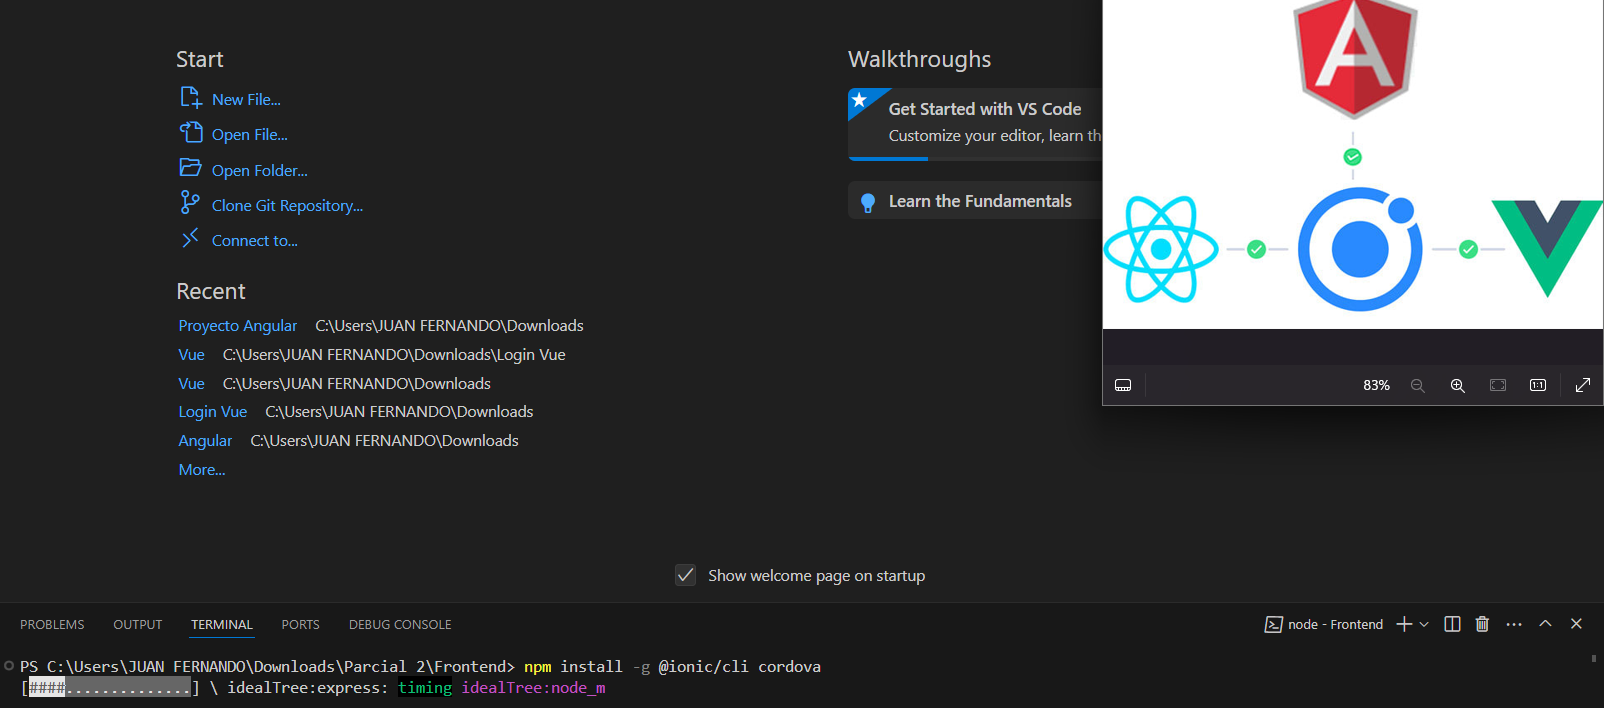 Start
New File...
Open File...
Open Folder...
Clone Git Repository...
Connect to...
Recent
Proyecto Angular C:\Users\JUAN FERNANDO\Downloads
Vue C:\Users\JUAN FERNANDO\Downloads\Login Vue
Vue C:\Users\JUAN FERNANDO\Downloads
Login Vue C:\Users\JUAN FERNANDO\Downloads
Angular C:\Users\JUAN FERNANDO\Downloads
More...
Walkthroughs
Get Started with VS Code
Customize your editor, learn th
Learn the Fundamentals
A
83%
1:1
Show welcome page on startup
PROBLEMS OUTPUT TERMINAL PORTS DEBUG CONSOLE
node - Frontend
PS C:\Users\JUAN FERNANDO\Downloads\Parcial 2\Frontend> npm install -g @ionic/cli cordova
[####..............] \ idealTree:express: timing idealTree:node_m